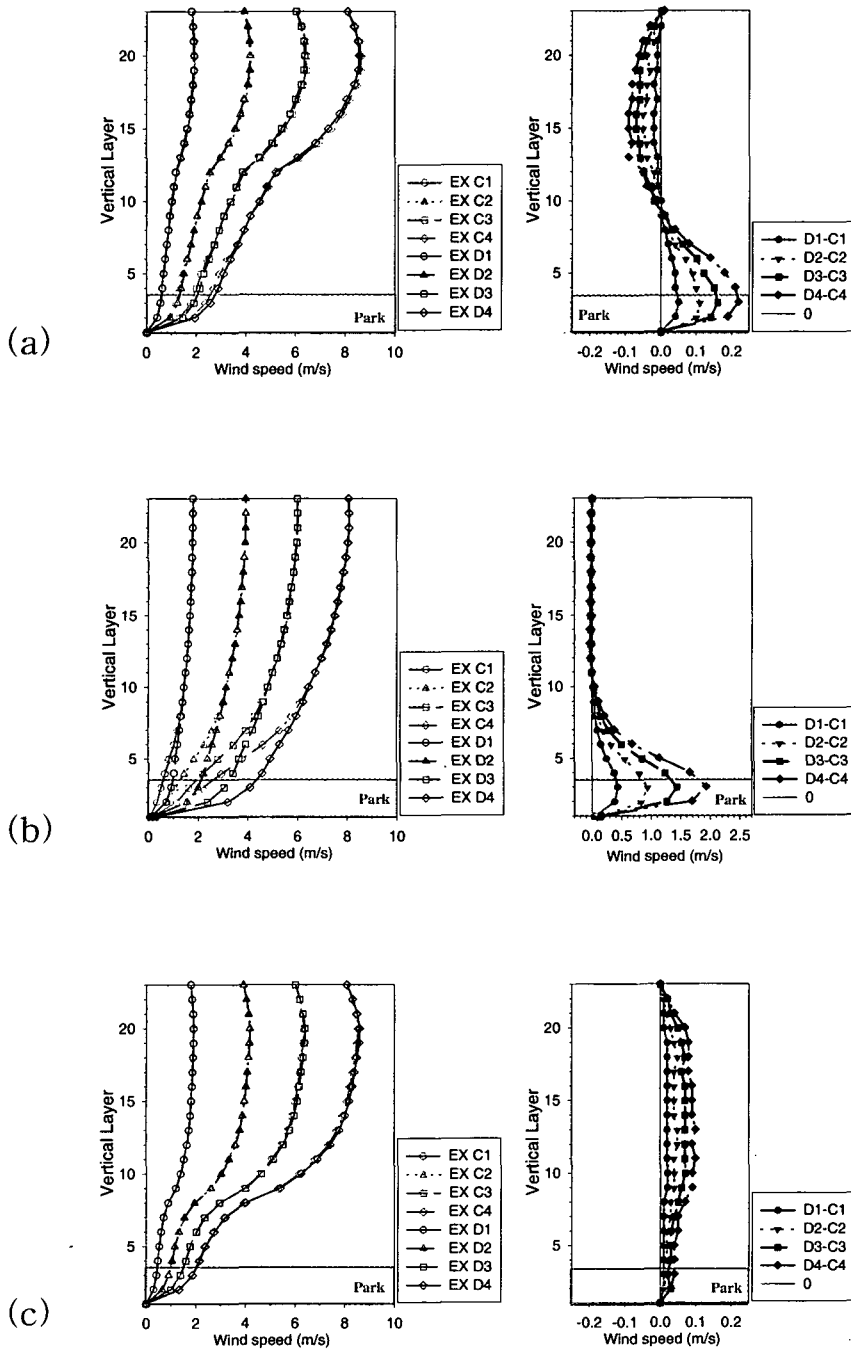 (a)
Vertical Layer
20
15
10
5
0
2
4
6
8
10
Wind speed (m/s)
Park
EX C1
EX C2
EX C3
EX C4
EX D1
EX D2
EX D3
EX D4
Vertical Layer
20
15
10
5
-0.2
-0.1
0.0
0.1
0.2
Wind speed (m/s)
Park
D1-C1
D2-C2
D3-C3
D4-C4
0
(b)
Vertical Layer
20
15
10
5
0
2
4
6
8
10
Wind speed (m/s)
Park
EX C1
EX C2
EX C3
EX C4
EX D1
EX D2
EX D3
EX D4
Vertical Layer
20
15
10
5
0.0
0.5
1.0
1.5
2.0
2.5
Wind speed (m/s)
Park
D1-C1
D2-C2
D3-C3
D4-C4
0
(c)
Vertical Layer
20
15
10
5
0
2
4
6
8
10
Wind speed (m/s)
Park
EX C1
EX C2
EX C3
EX C4
EX D1
EX D2
EX D3
EX D4
Vertical Layer
20
15
10
5
-0.2
-0.1
0.0
0.1
0.2
Wind speed (m/s)
Park
D1-C1
D2-C2
D3-C3
D4-C4
0